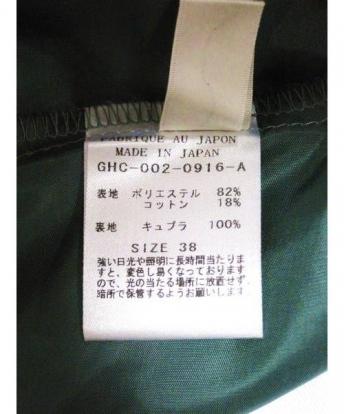 FABRIQUE AU JAPON
MADE IN JAPAN
GHC-002-0916-A
表地 ポリエステル 82%
コットン 18%
裏地 キュプラ 100%
SIZE 38
強い日光や照明に長時間当たりま
すと、変色し易くなっております
ので、光の当たる場所に放置せず、
暗所で保管するようお願いします